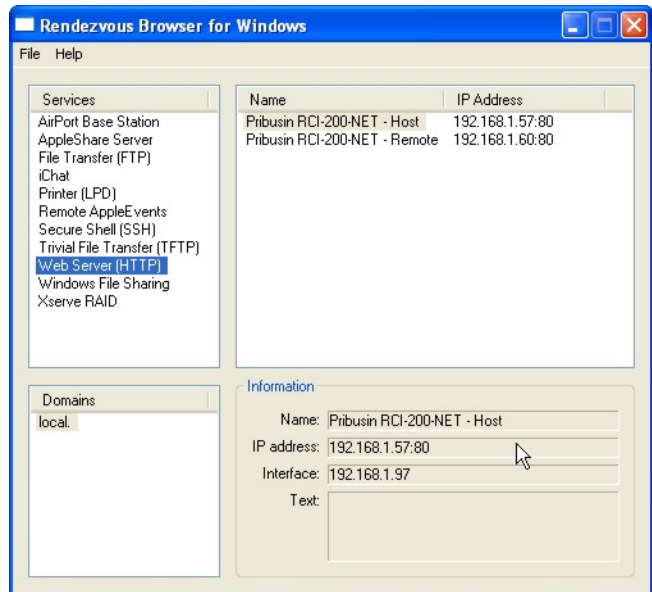 Rendezvous Browser for Windows
File Help
Services
AirPort Base Station
AppleShare Server
File Transfer (FTP)
iChat
Printer (LPD)
Remote AppleEvents
Secure Shell (SSH)
Trivial File Transfer (TFTP)
Web Server (HTTP)
Windows File Sharing
Xserve RAID
Name IP Address
Pribusin RCI-200-NET - Host 192.168.1.57:80
Pribusin RCI-200-NET - Remote 192.168.1.60:80
Domains
local.
Information
Name: Pribusin RCI-200-NET - Host
IP address: 192.168.1.57:80
Interface: 192.168.1.97
Text: